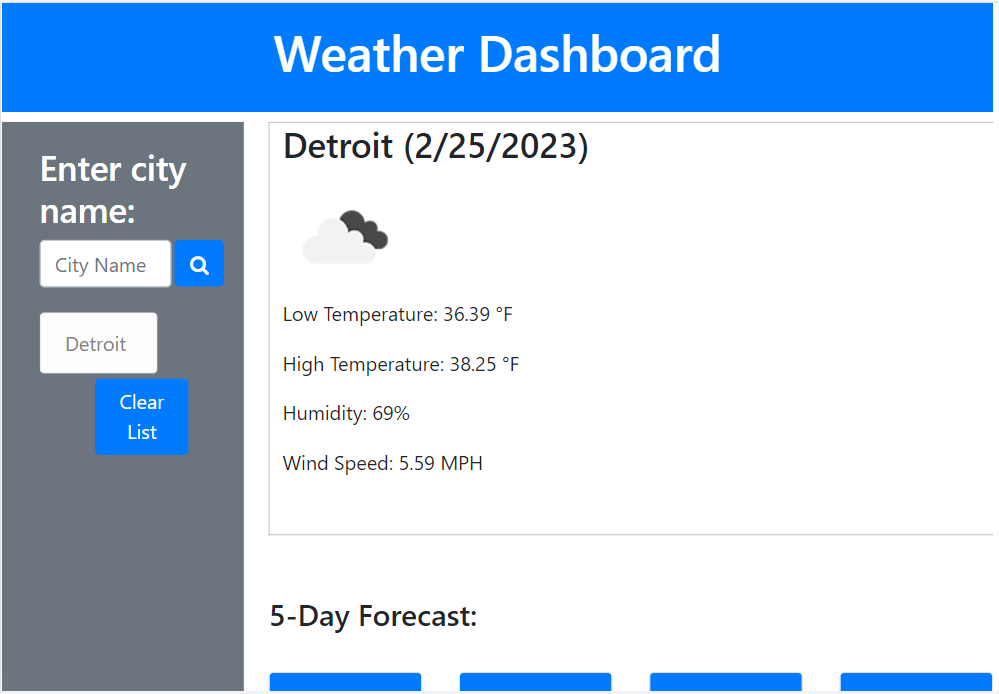 Weather Dashboard
Enter city
name:
City Name
Detroit
Clear
List
Detroit (2/25/2023)
Low Temperature: 36.39 °F
High Temperature: 38.25 °F
Humidity: 69%
Wind Speed: 5.59 MPH
5-Day Forecast: